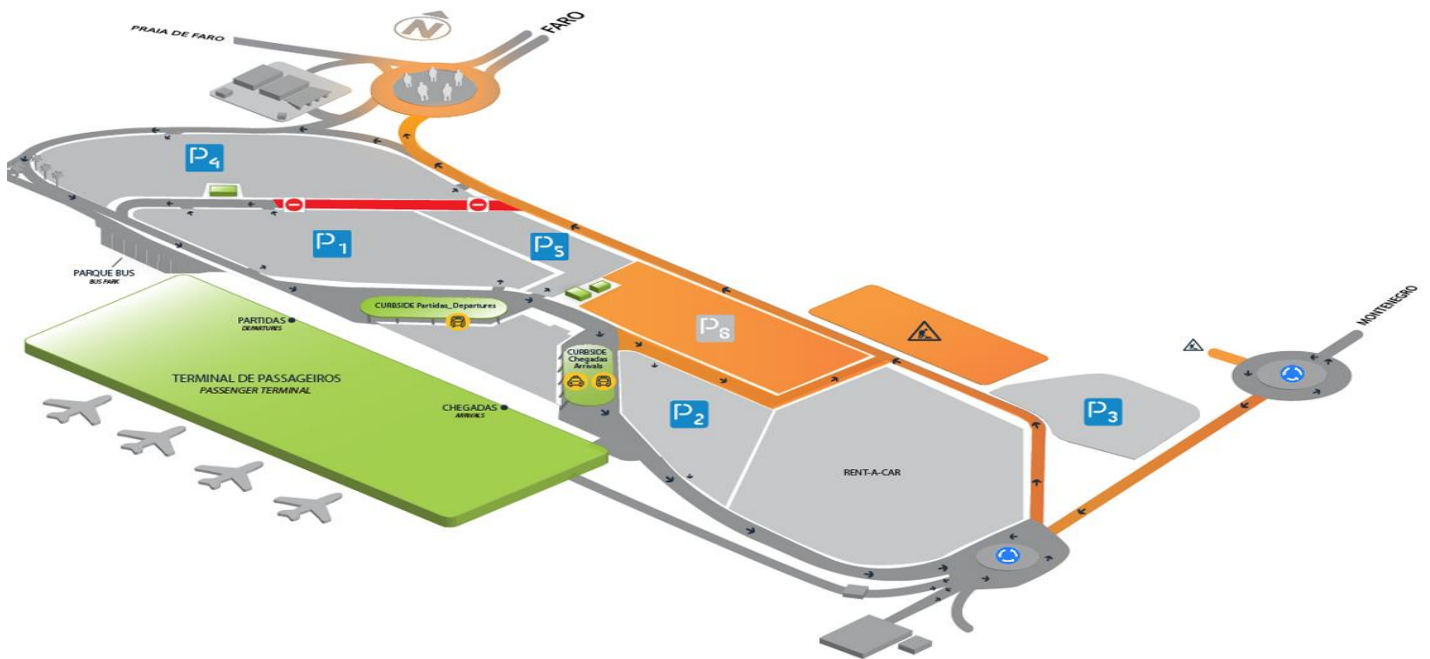 N
FARO
PRAIA DE FARO
P4
P1
P5
PARQUE BUS
BUS PARK
CURBSIDE Partidas_Departures
PARTIDAS
DEPARTURES
P6
MONTENEGRO
CURBSIDE
Chegadas
Arrivals
TERMINAL DE PASSAGEIROS
PASSENGER TERMINAL
CHEGADAS
ARRIVALS
P2
P3
RENT-A-CAR